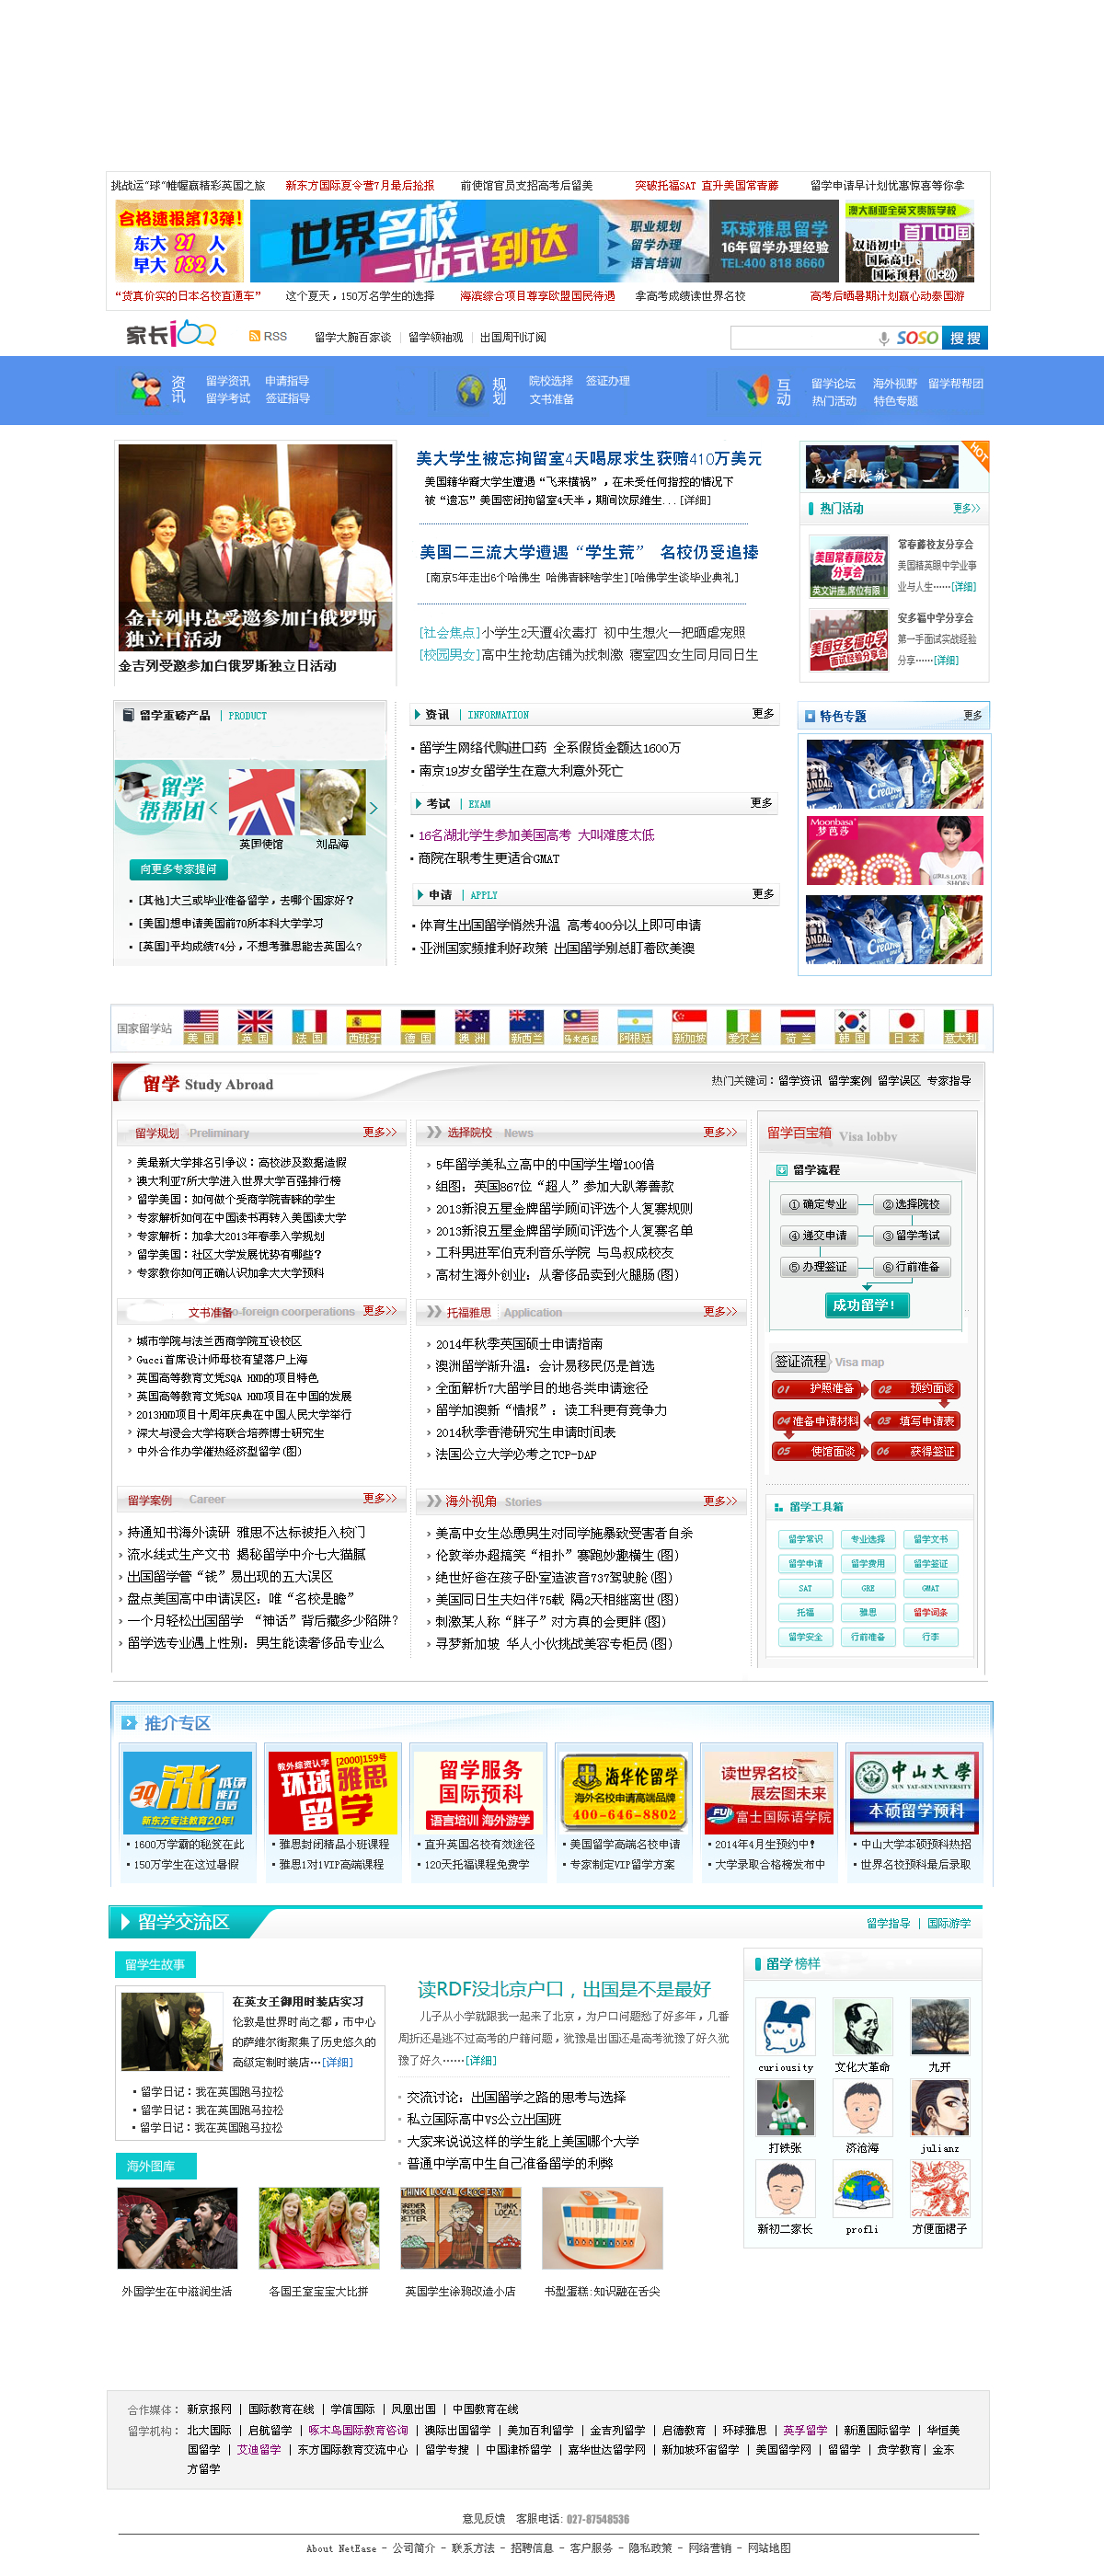 挑战运“球”帷幄赢精彩英国之旅 新东方国际夏令营7月最后抢报 前使馆官员支招高考后留美 突破托福SAT 直升美国常青藤 留学申请早计划优惠惊喜等你拿
合格速报第13弹!
东大 21 人
早大 182 人
世界名校
一站式到达
职业规划
留学办理
语言培训
环球雅思留学
16年留学办理经验
TEL:400 818 8660
澳大利亚全英文贵族学校
首入中国
双语初中
国际高中、
国际预科 (1+2)
“货真价实的日本名校直通车” 这个夏天，150万名学生的选择 海滨综合项目尊享欧盟国民待遇 拿高考成绩读世界名校 高考后晒暑期计划赢心动泰国游
家长100
RSS 留学大腕百家谈 | 留学领袖观 | 出国周刊订阅
SOSO 搜搜
资讯 留学资讯 申请指导
留学考试 签证指导
规划 院校选择 签证办理
文书准备
互动 留学论坛 海外视野 留学帮帮团
热门活动 特色专题
金吉列冉总受邀参加白俄罗斯
独立日活动
金吉列受邀参加白俄罗斯独立日活动
美大学生被忘拘留室4天喝尿求生获赔410万美元
美国籍华裔大学生遭遇“飞来横祸”，在未受任何指控的情况下
被“遗忘”美国密闭拘留室4天半，期间饮尿维生...[详细]
美国二三流大学遭遇“学生荒” 名校仍受追捧
[南京5年走出6个哈佛生 哈佛青睐啥学生][哈佛学生谈毕业典礼]
[社会焦点]小学生2天遭4次毒打 初中生想火一把晒虐宠照
[校园男女]高中生抢劫店铺为找刺激 寝室四女生同月同日生
HOT
热门活动 更多>>
美国常春藤校友
分享会
英文讲座,席位有限!
常春藤校友分享会
美国精英眼中学业事
业与人生……[详细]
美国安多福中学
面试经验分享会
安多福中学分享会
第一手面试实战经验
分享……[详细]
留学重磅产品 | PRODUCT
留学
帮帮团
英国使馆 刘品海
向更多专家提问
[其他]大三或毕业准备留学，去哪个国家好？
[美国]想申请美国前70所本科大学学习
[英国]平均成绩74分，不想考雅思能去英国么?
资讯 | INFORMATION 更多
留学生网络代购进口药 全系假货金额达1600万
南京19岁女留学生在意大利意外死亡
考试 | EXAM 更多
16名湖北学生参加美国高考 大叫难度太低
商院在职考生更适合GMAT
申请 | APPLY 更多
体育生出国留学悄然升温 高考400分以上即可申请
亚洲国家频推利好政策 出国留学别总盯着欧美澳
特色专题 更多
Creamy
Moonbasa
梦芭莎
GIRLS LOVE
SHOES
Creamy
国家留学站 美国 英国 法国 西班牙 德国 澳洲 新西兰 马来西亚 阿根廷 新加坡 爱尔兰 荷兰 韩国 日本 意大利
留学 Study Abroad 热门关键词：留学资讯 留学案例 留学误区 专家指导
留学规划 Preliminary 更多>>
美最新大学排名引争议：高校涉及数据造假
澳大利亚7所大学进入世界大学百强排行榜
留学美国：如何做个受商学院青睐的学生
专家解析如何在中国读书再转入美国读大学
专家解析：加拿大2013年春季入学规划
留学美国：社区大学发展优势有哪些？
专家教你如何正确认识加拿大大学预科
文书准备 o-foreign coorperations 更多>>
城市学院与法兰西商学院互设校区
Gucci首席设计师母校有望落户上海
英国高等教育文凭SQA HND的项目特色
英国高等教育文凭SQA HND项目在中国的发展
2013HND项目十周年庆典在中国人民大学举行
深大与浸会大学将联合培养博士研究生
中外合作办学催热经济型留学(图)
留学案例 Career 更多>>
持通知书海外读研 雅思不达标被拒入校门
流水线式生产文书 揭秘留学中介七大猫腻
出国留学管“钱”易出现的五大误区
盘点美国高中申请误区：唯“名校是瞻”
一个月轻松出国留学 “神话”背后藏多少陷阱?
留学选专业遇上性别：男生能读奢侈品专业么
选择院校 News 更多>>
5年留学美私立高中的中国学生增100倍
组图：英国867位“超人”参加大趴筹善款
2013新浪五星金牌留学顾问评选个人复赛规则
2013新浪五星金牌留学顾问评选个人复赛名单
工科男进军伯克利音乐学院 与鸟叔成校友
高材生海外创业：从奢侈品卖到火腿肠(图)
托福雅思 Application 更多>>
2014年秋季英国硕士申请指南
澳洲留学渐升温：会计易移民仍是首选
全面解析7大留学目的地各类申请途径
留学加澳新“情报”：读工科更有竞争力
2014秋季香港研究生申请时间表
法国公立大学必考之TCP-DAP
海外视角 Stories 更多>>
美高中女生怂恿男生对同学施暴致受害者自杀
伦敦举办超搞笑“相扑”赛跑妙趣横生(图)
绝世好爸在孩子卧室造波音737驾驶舱(图)
美国同日生夫妇伴75载 隔2天相继离世(图)
刺激某人称“胖子”对方真的会更胖(图)
寻梦新加坡 华人小伙挑战美容专柜员(图)
留学百宝箱 Visa lobby
留学流程
① 确定专业 ②选择院校
④ 递交申请 ③ 留学考试
⑤ 办理签证 ⑥ 行前准备
成功留学!
签证流程 Visa map
01 护照准备 02 预约面谈
04 准备申请材料 03 填写申请表
05 使馆面谈 06 获得签证
留学工具箱
留学常识 专业选择 留学文书
留学申请 留学费用 留学签证
SAT GRE GMAT
托福 雅思 留学词条
留学安全 行前准备 行李
推介专区
30天 涨 成绩
能力
自信
新东方专注教育20年!
教外综资认字[2000]159号
环球雅思
留学
留学服务
国际预科
语言培训 海外游学
海华伦留学
海外名校申请高端品牌
400-646-8802
读世界名校
展宏图未来
FUJI 富士国际语学院
中山大学
SUN YAT-SEN UNIVERSITY
本硕留学预科
1600万学霸的秘笈在此 雅思封闭精品小班课程 直升英国名校有效途径 美国留学高端名校申请 2014年4月生预约中! 中山大学本硕预科热招
150万学生在这过暑假 雅思1对1VIP高端课程 120天托福课程免费学 专家制定VIP留学方案 大学录取合格榜发布中 世界名校预科最后录取
留学交流区 留学指导 | 国际游学
留学生故事
在英女王御用时装店实习
伦敦是世界时尚之都，市中心
的萨维尔街聚集了历史悠久的
高级定制时装店…[详细]
留学日记：我在英国跑马拉松
留学日记：我在英国跑马拉松
留学日记：我在英国跑马拉松
读RDF没北京户口，出国是不是最好
儿子从小学就跟我一起来了北京，为户口问题愁了好多年，几番
周折还是逃不过高考的户籍问题，犹豫是出国还是高考犹豫了好久犹
豫了好久……[详细]
交流讨论：出国留学之路的思考与选择
私立国际高中VS公立出国班
大家来说说这样的学生能上美国哪个大学
普通中学高中生自己准备留学的利弊
留学榜样
curiousity 文化大革命 九开
打铁张 济沧海 julianz
新初二家长 profli 方便面裙子
海外图库
THINK LOCAL GROCERY
外国学生在中滋润生活 各国王室宝宝大比拼 英国学生涂鸦改造小店 书型蛋糕:知识融在舌尖
合作媒体： 新京报网 | 国际教育在线 | 学信国际 | 凤凰出国 | 中国教育在线
留学机构： 北大国际 | 启航留学 | 啄木鸟国际教育咨询 | 澳际出国留学 | 美加百利留学 | 金吉列留学 | 启德教育 | 环球雅思 | 英孚留学 | 新通国际留学 | 华恒美
国留学 | 艾迪留学 | 东方国际教育交流中心 | 留学专搜 | 中国律桥留学 | 嘉华世达留学网 | 新加坡环宙留学 | 美国留学网 | 留留学 | 贵学教育| 金东
方留学
意见反馈 客服电话: 027-87548536
About NetEase - 公司简介 - 联系方法 - 招聘信息 - 客户服务 - 隐私政策 - 网络营销 - 网站地图